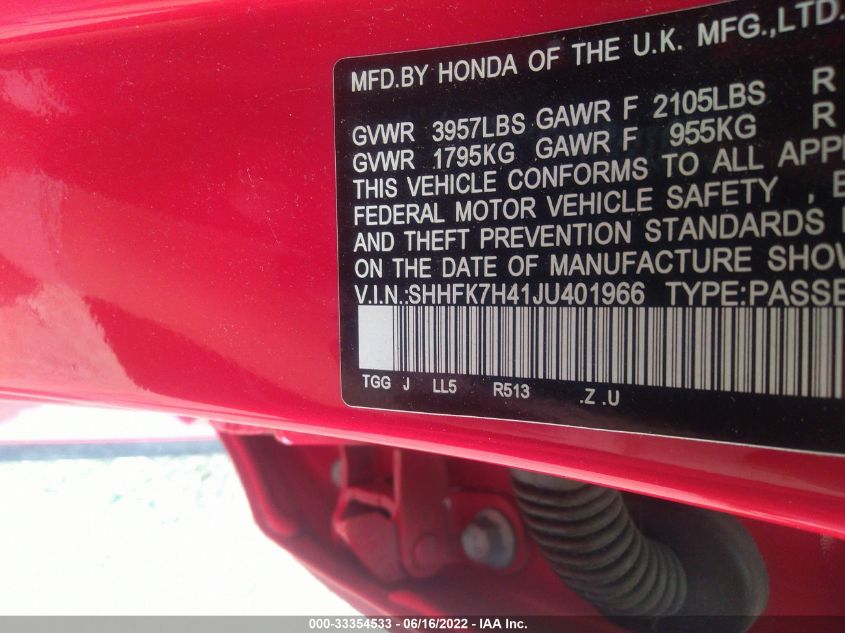 MFD.BY HONDA OF THE U.K. MFG.,LTD.
GVWR 3957LBS GAWR F 2105LBS R
GVWR 1795KG GAWR F 955KG R
THIS VEHICLE CONFORMS TO ALL APPL
FEDERAL MOTOR VEHICLE SAFETY , B
AND THEFT PREVENTION STANDARDS
ON THE DATE OF MANUFACTURE SHOW
V.I.N.:SHHFK7H41JU401966 TYPE:PASSE
TGG J LL5 R513 .Z .U
000-33354533 - 06/16/2022 - IAA Inc.